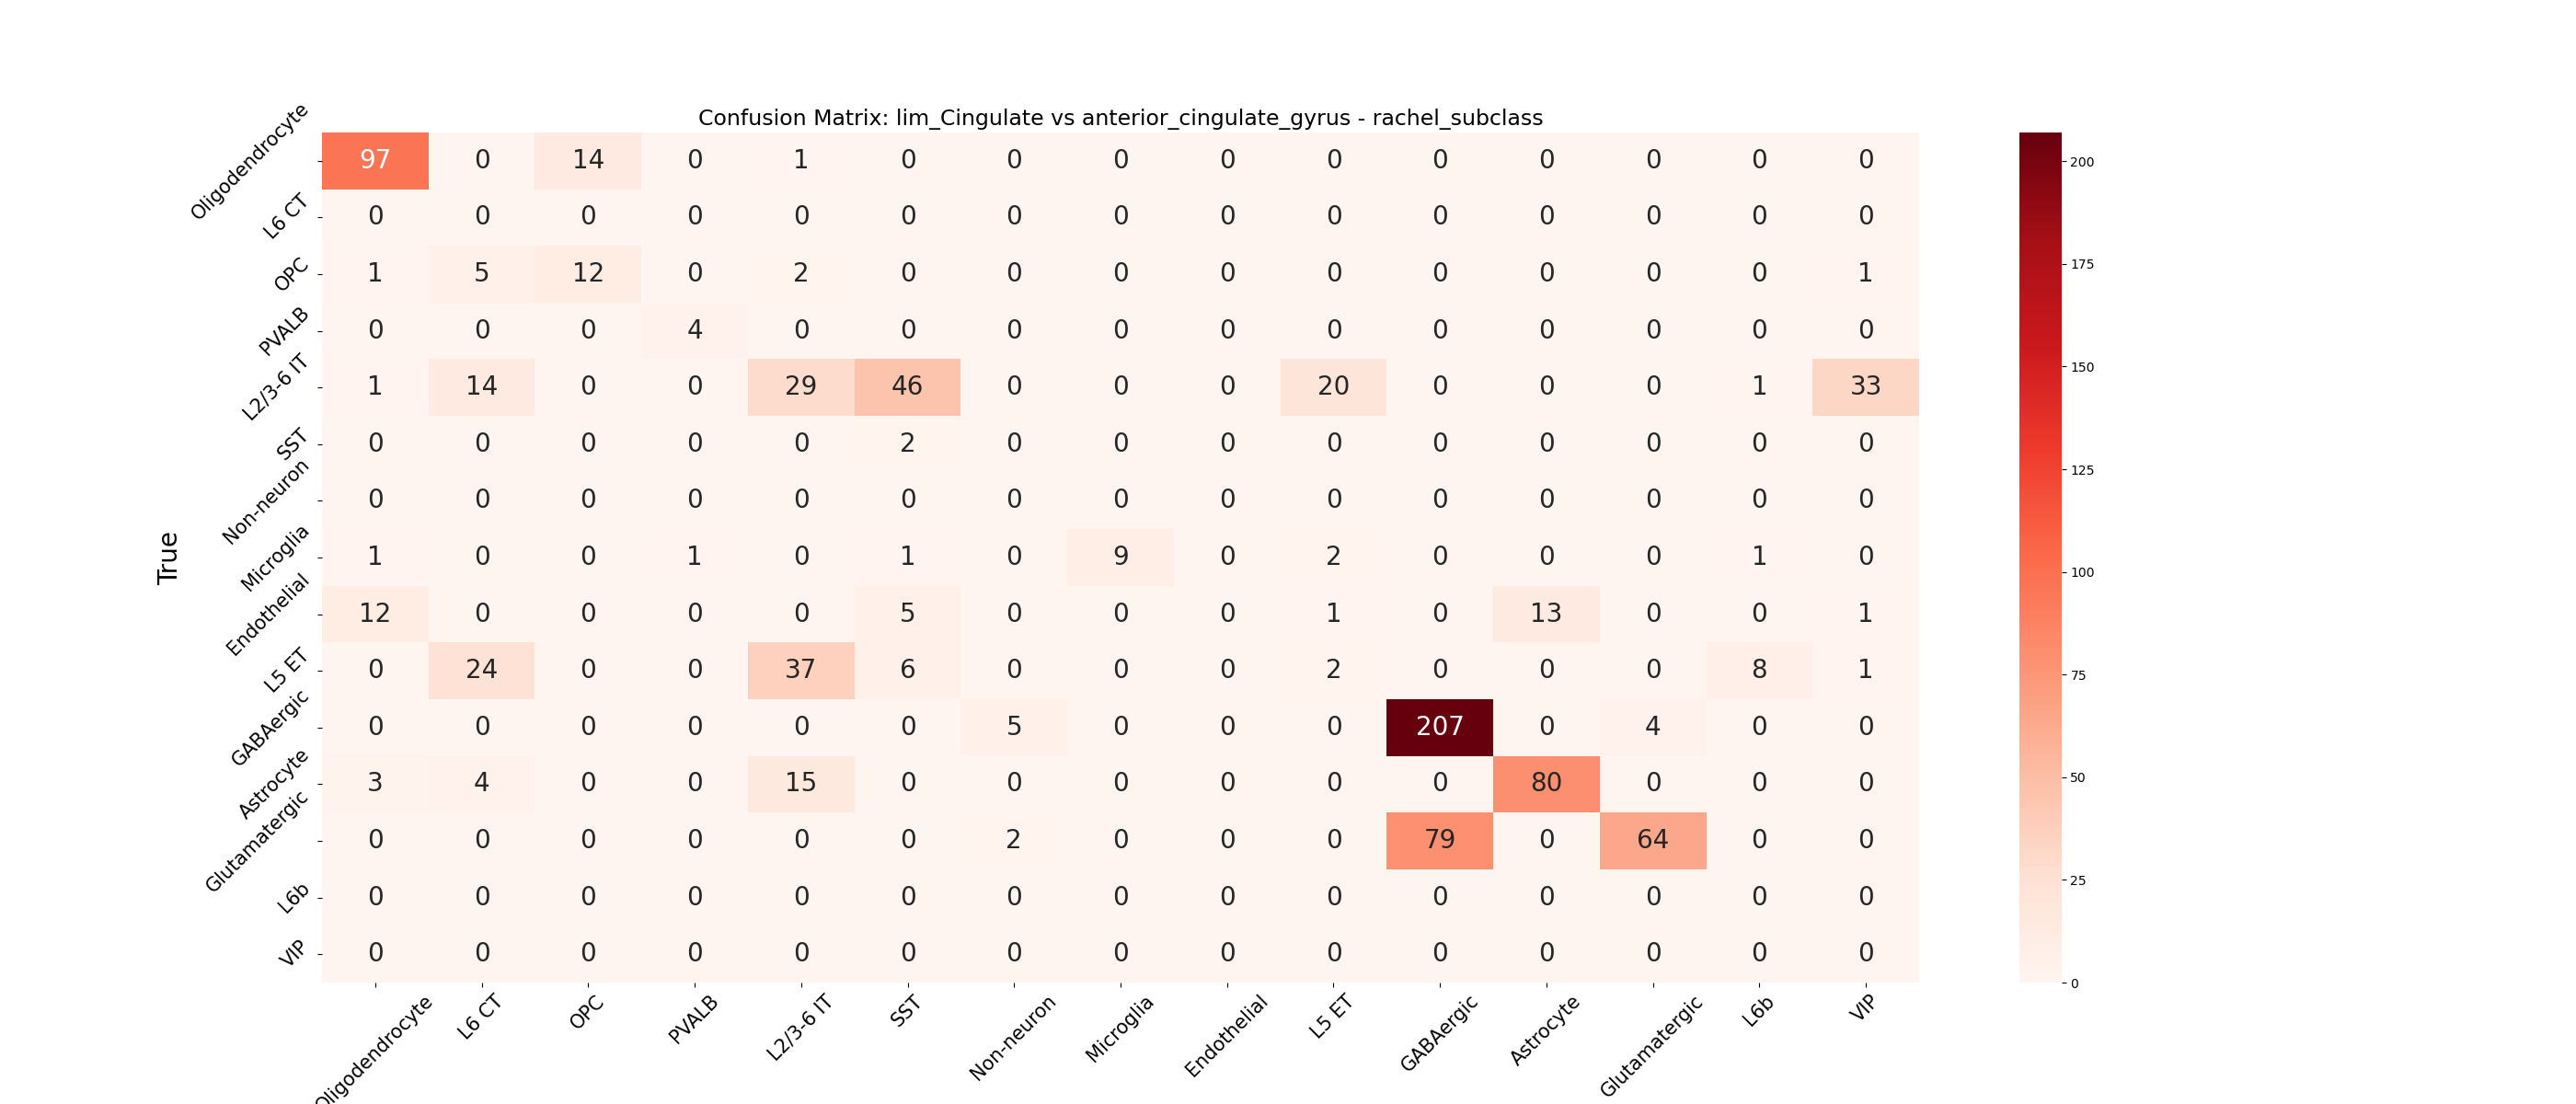 Confusion Matrix: lim_Cingulate vs anterior_cingulate_gyrus - rachel_subclass
True
Oligodendrocyte 97 0 14 0 1 0 0 0 0 0 0 0 0 0 0
L6 CT 0 0 0 0 0 0 0 0 0 0 0 0 0 0 0
OPC 1 5 12 0 2 0 0 0 0 0 0 0 0 0 1
PVALB 0 0 0 4 0 0 0 0 0 0 0 0 0 0 0
L2/3-6 IT 1 14 0 0 29 46 0 0 0 20 0 0 0 1 33
SST 0 0 0 0 0 2 0 0 0 0 0 0 0 0 0
Non-neuron 0 0 0 0 0 0 0 0 0 0 0 0 0 0 0
Microglia 1 0 0 1 0 1 0 9 0 2 0 0 0 1 0
Endothelial 12 0 0 0 0 5 0 0 0 1 0 13 0 0 1
L5 ET 0 24 0 0 37 6 0 0 0 2 0 0 0 8 1
GABAergic 0 0 0 0 0 0 5 0 0 0 207 0 4 0 0
Astrocyte 3 4 0 0 15 0 0 0 0 0 0 80 0 0 0
Glutamatergic 0 0 0 0 0 0 2 0 0 0 79 0 64 0 0
L6b 0 0 0 0 0 0 0 0 0 0 0 0 0 0 0
VIP 0 0 0 0 0 0 0 0 0 0 0 0 0 0 0
Oligodendrocyte L6 CT OPC PVALB L2/3-6 IT SST Non-neuron Microglia Endothelial L5 ET GABAergic Astrocyte Glutamatergic L6b VIP
200
175
150
125
100
75
50
25
0